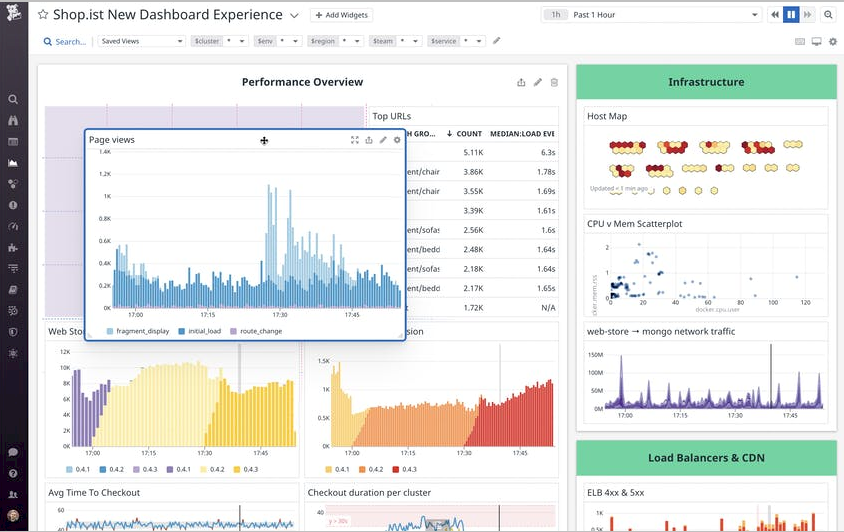 Shop.ist New Dashboard Experience
+ Add Widgets
1h Past 1 Hour
Search...
Saved Views
$cluster *
$env *
$region *
$team *
$service *
Performance Overview
Page views
1.4K
1.2K
1K
0.8K
0.6K
0.4K
0.2K
0K
17:00 17:15 17:30 17:45
fragment_display initial_load route_change
Top URLs
H GRO... COUNT MEDIAN:LOAD EVE
5.11K 6.3s
ent/chair 3.86K 1.78s
ent/chair 3.55K 1.69s
3.39K 1.61s
ent/sofas 2.56K 1.6s
ent/bedd 2.48K 1.64s
ent/sofas 2.18K 1.64s
ent/bedd 2.17K 1.65s
1.72K N/A
Web Sto
12K
10K
8K
6K
4K
2K
0K
17:00 17:15 17:30 17:45
0.4.1 0.4.2 0.4.3 0.4.1 0.4.2 0.4.3
sion
1.5K
1K
0.5K
0K
17:00 17:15 17:30 17:45
0.4.1 0.4.2 0.4.3
Avg Time To Checkout
60
40
Checkout duration per cluster
40
y > 30s
Infrastructure
Host Map
Updated < 1 min ago
CPU v Mem Scatterplot
2
1
0
0 20 40 60 80 100 120
docker.cpu.user
cker.mem.rss
web-store → mongo network traffic
150M
100M
50M
0M
17:00 17:15 17:30 17:45
Load Balancers & CDN
ELB 4xx & 5xx
1K
0.5K